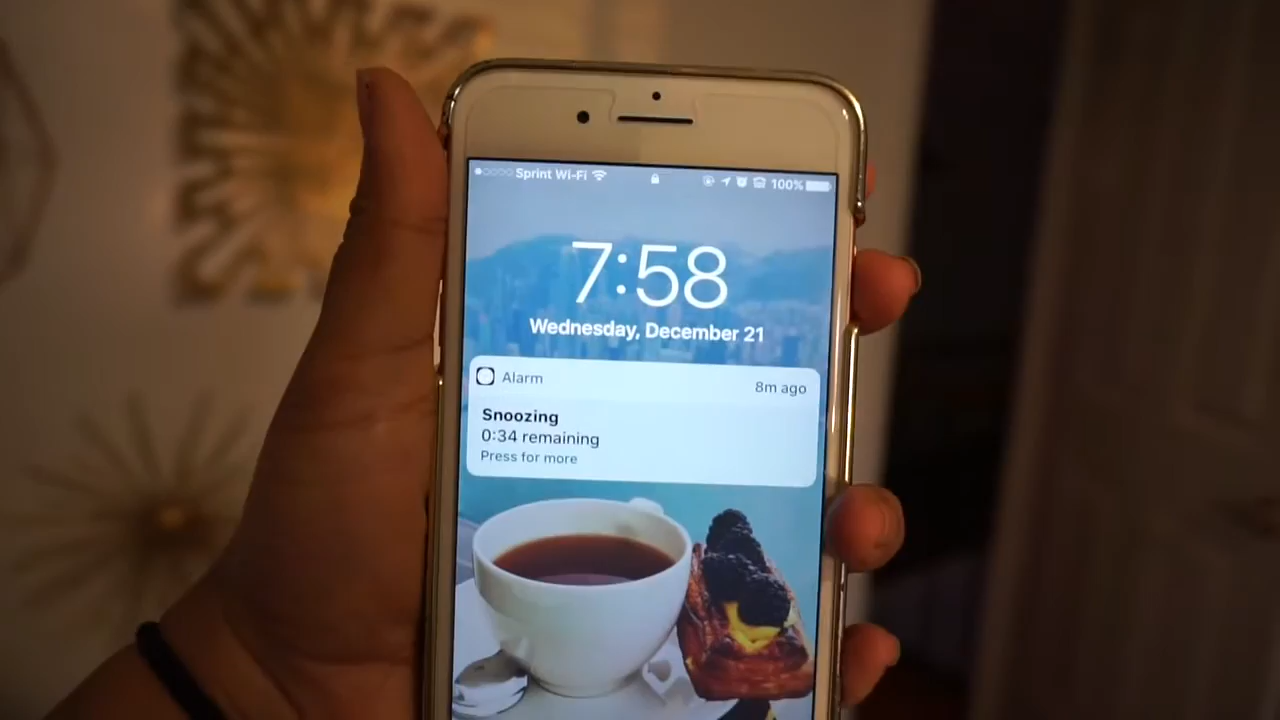 Sprint Wi-Fi 100%
7:58
Wednesday, December 21
Alarm 8m ago
Snoozing
0:34 remaining
Press for more